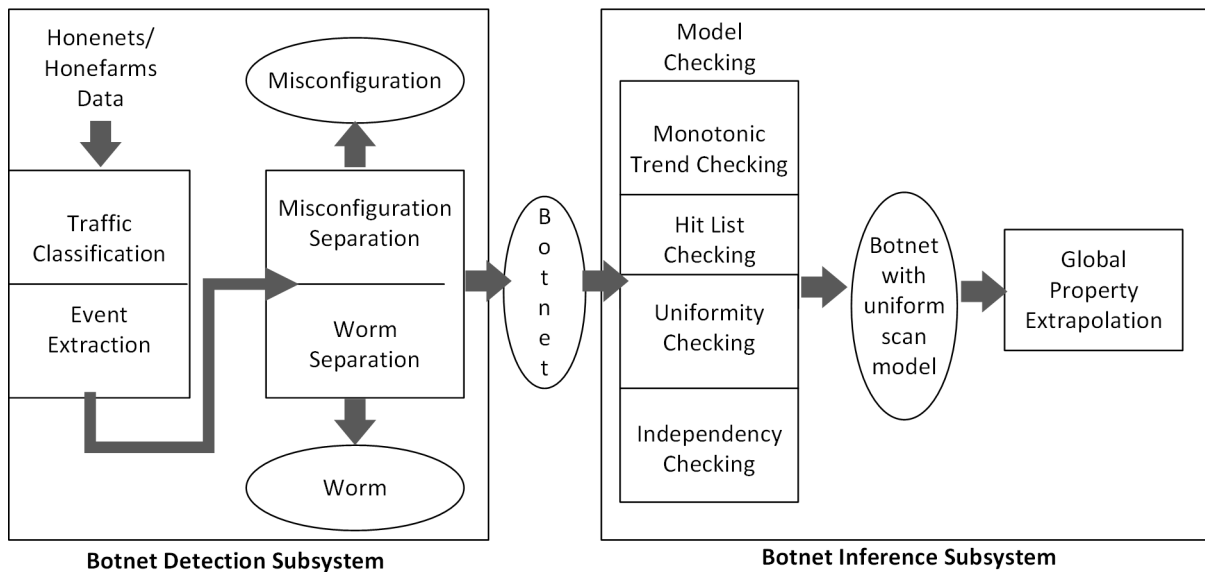 Honenets/
Honefarms
Data
Traffic
Classification
Event
Extraction
Misconfiguration
Misconfiguration
Separation
Worm
Separation
Worm
Botnet Detection Subsystem
B
o
t
n
e
t
Model
Checking
Monotonic
Trend Checking
Hit List
Checking
Uniformity
Checking
Independency
Checking
Botnet
with
uniform
scan
model
Global
Property
Extrapolation
Botnet Inference Subsystem